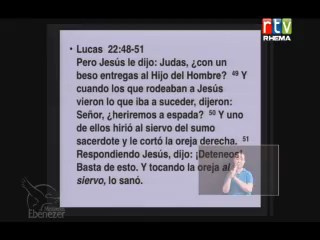 rtv
RHEMA
• Lucas 22:48-51
Pero Jesús le dijo: Judas, ¿con un
beso entregas al Hijo del Hombre? 49 Y
cuando los que rodeaban a Jesús
vieron lo que iba a suceder, dijeron:
Señor, ¿heriremos a espada? 50 Y uno
de ellos hirió al siervo del sumo
sacerdote y le cortó la oreja derecha. 51
Respondiendo Jesús, dijo: ¡Deteneos!
Basta de esto. Y tocando la oreja al
siervo, lo sanó.
Ebenezer